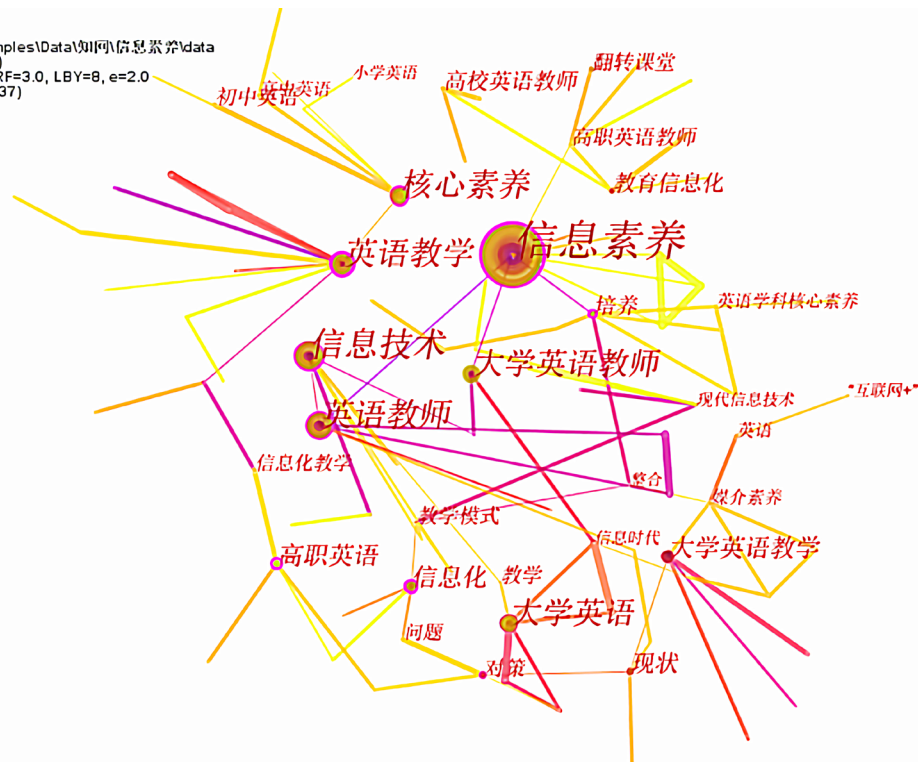 mples\Data\知网\信息素养\data
)
RF=3.0, LBY=8, e=2.0
37)
翻转课堂
小学英语
高中英语
初中英语
高校英语教师
高职英语教师
核心素养
教育信息化
信息素养
英语教学
英语学科核心素养
培养
信息技术
大学英语教师
"互联网+"
现代信息技术
英语教师
英语
信息化教学
整合
媒介素养
教学模式
信息时代
大学英语教学
高职英语
信息化
教学
大学英语
问题
对策
现状